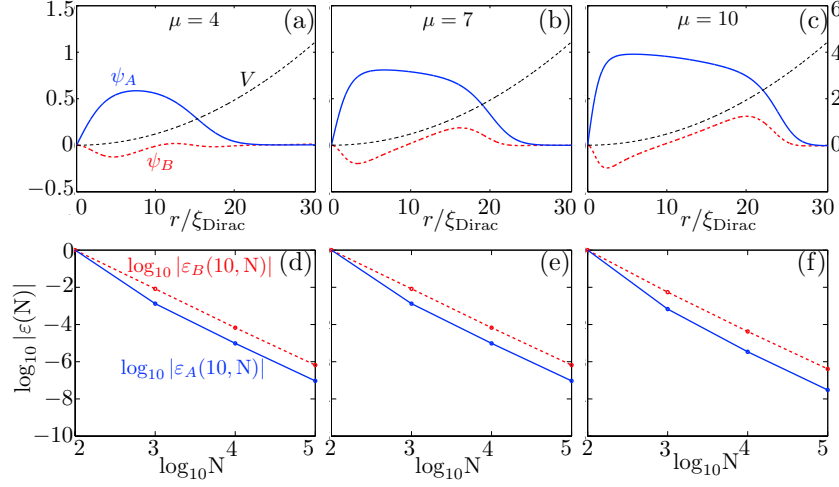 1.5
1
0.5
0
−0.5
(a)
μ = 4
ψ_A
V
ψ_B
0
10
20
30
r/ξ_Dirac
(b)
μ = 7
0
10
20
30
r/ξ_Dirac
(c)
μ = 10
6
4
2
0
0
10
20
30
r/ξ_Dirac
log₁₀ |ε(N)|
0
−2
−4
−6
−8
−10
(d)
log₁₀ |ε_B(10, N)|
log₁₀ |ε_A(10, N)|
2
3
4
5
log₁₀N
(e)
2
3
4
5
log₁₀N
(f)
2
3
4
5
log₁₀N